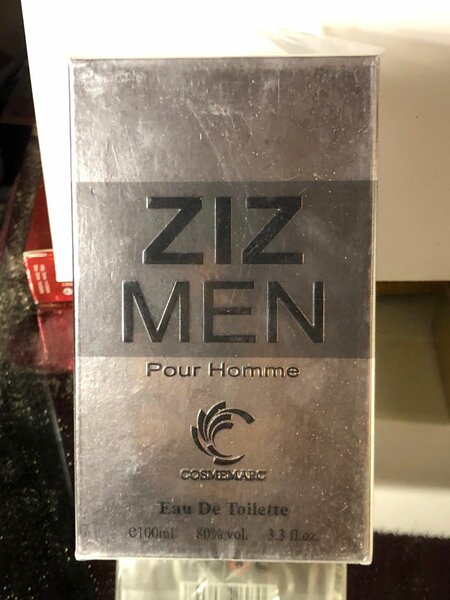 ZIZ
MEN
Pour Homme
COSMEMARC
Eau De Toilette
℮100ml. 80% vol. 3.3 fl.oz.